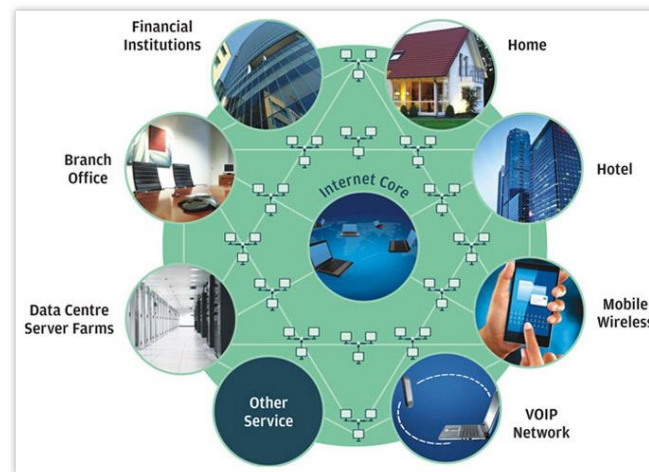 Financial
Institutions
Home
Branch
Office
Hotel
Internet Core
Data Centre
Server Farms
Mobile
Wireless
Other
Service
VOIP
Network